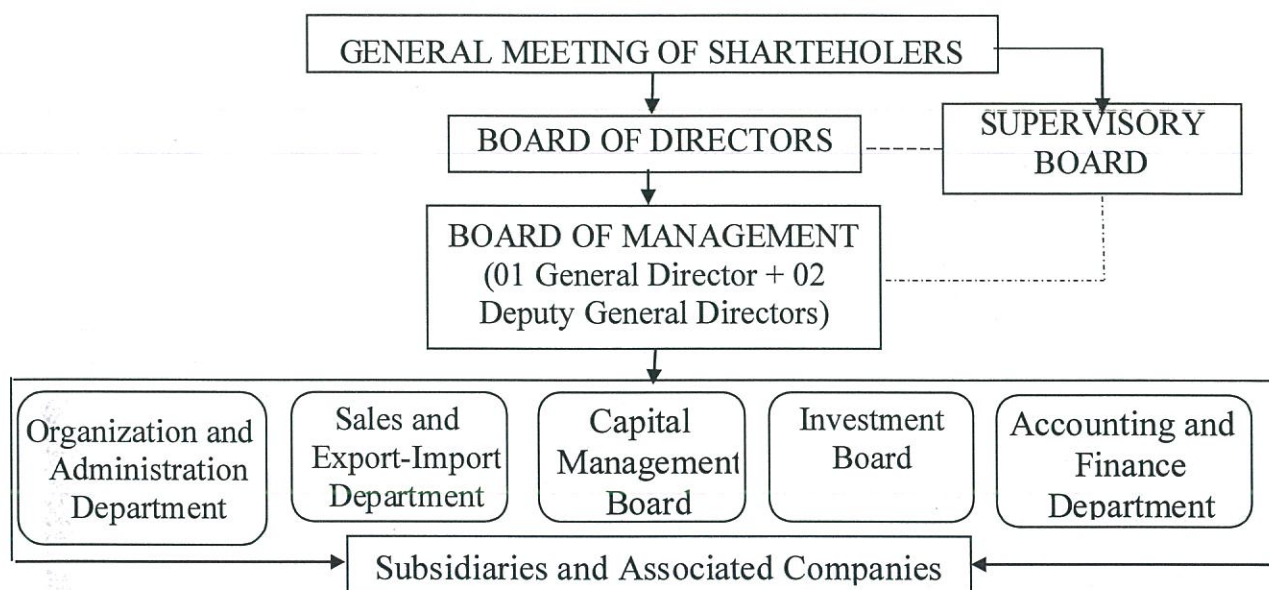 GENERAL MEETING OF SHARTEHOLERS
BOARD OF DIRECTORS
SUPERVISORY
BOARD
BOARD OF MANAGEMENT
(01 General Director + 02
Deputy General Directors)
Organization and
Administration
Department
Sales and
Export-Import
Department
Capital
Management
Board
Investment
Board
Accounting and
Finance
Department
Subsidiaries and Associated Companies